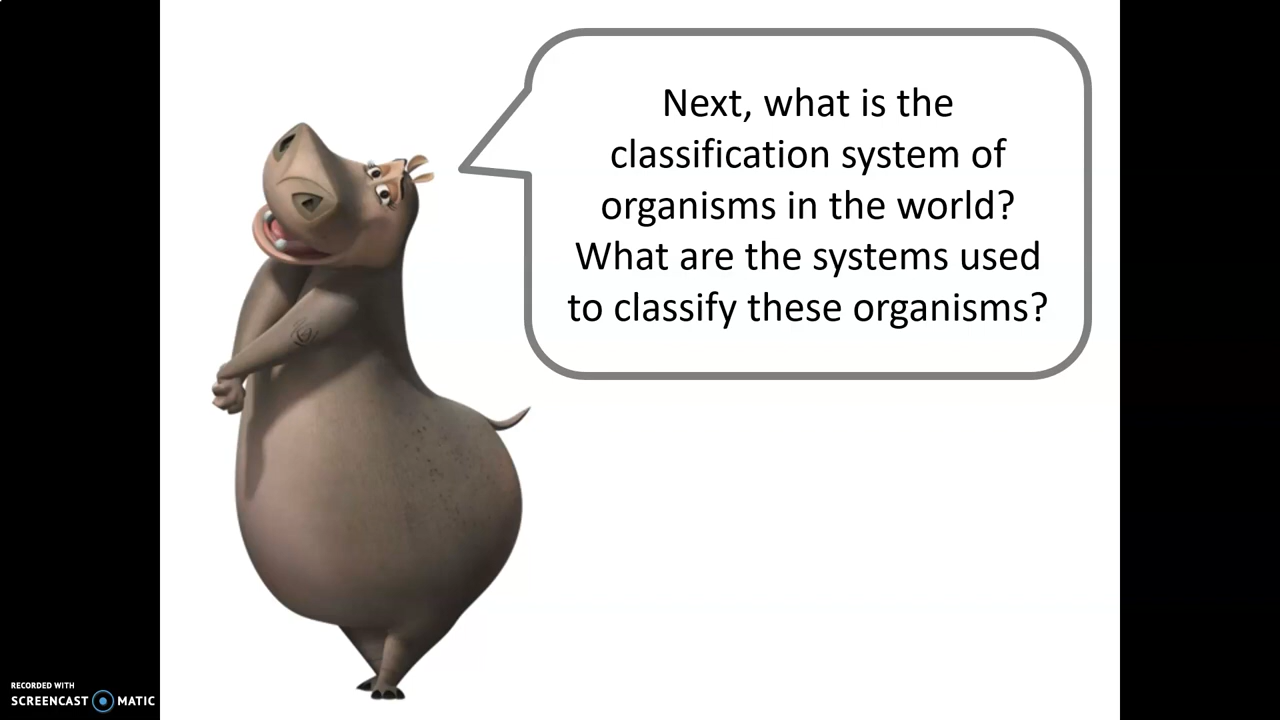 Next, what is the
classification system of
organisms in the world?
What are the systems used
to classify these organisms?
RECORDED WITH
SCREENCAST MATIC